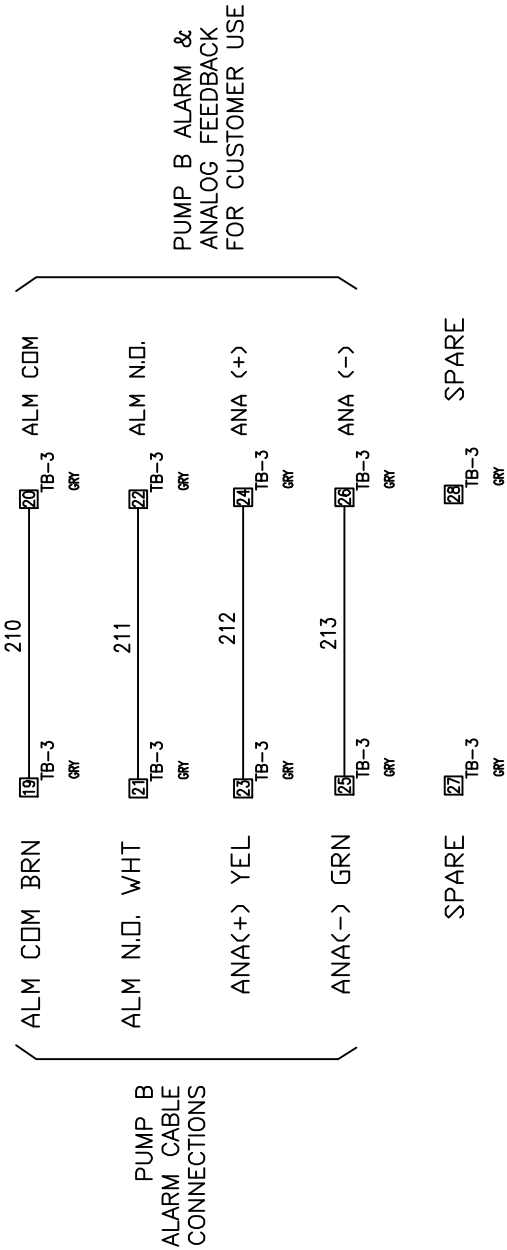 PUMP B
ALARM CABLE
CONNECTIONS
ALM COM BRN
19
TB-3
GRY
210
20
TB-3
GRY
ALM COM
ALM N.O. WHT
21
TB-3
GRY
211
22
TB-3
GRY
ALM N.O.
ANA(+) YEL
23
TB-3
GRY
212
24
TB-3
GRY
ANA (+)
ANA(-) GRN
25
TB-3
GRY
213
26
TB-3
GRY
ANA (-)
SPARE
27
TB-3
GRY
28
TB-3
GRY
SPARE
PUMP B ALARM &
ANALOG FEEDBACK
FOR CUSTOMER USE